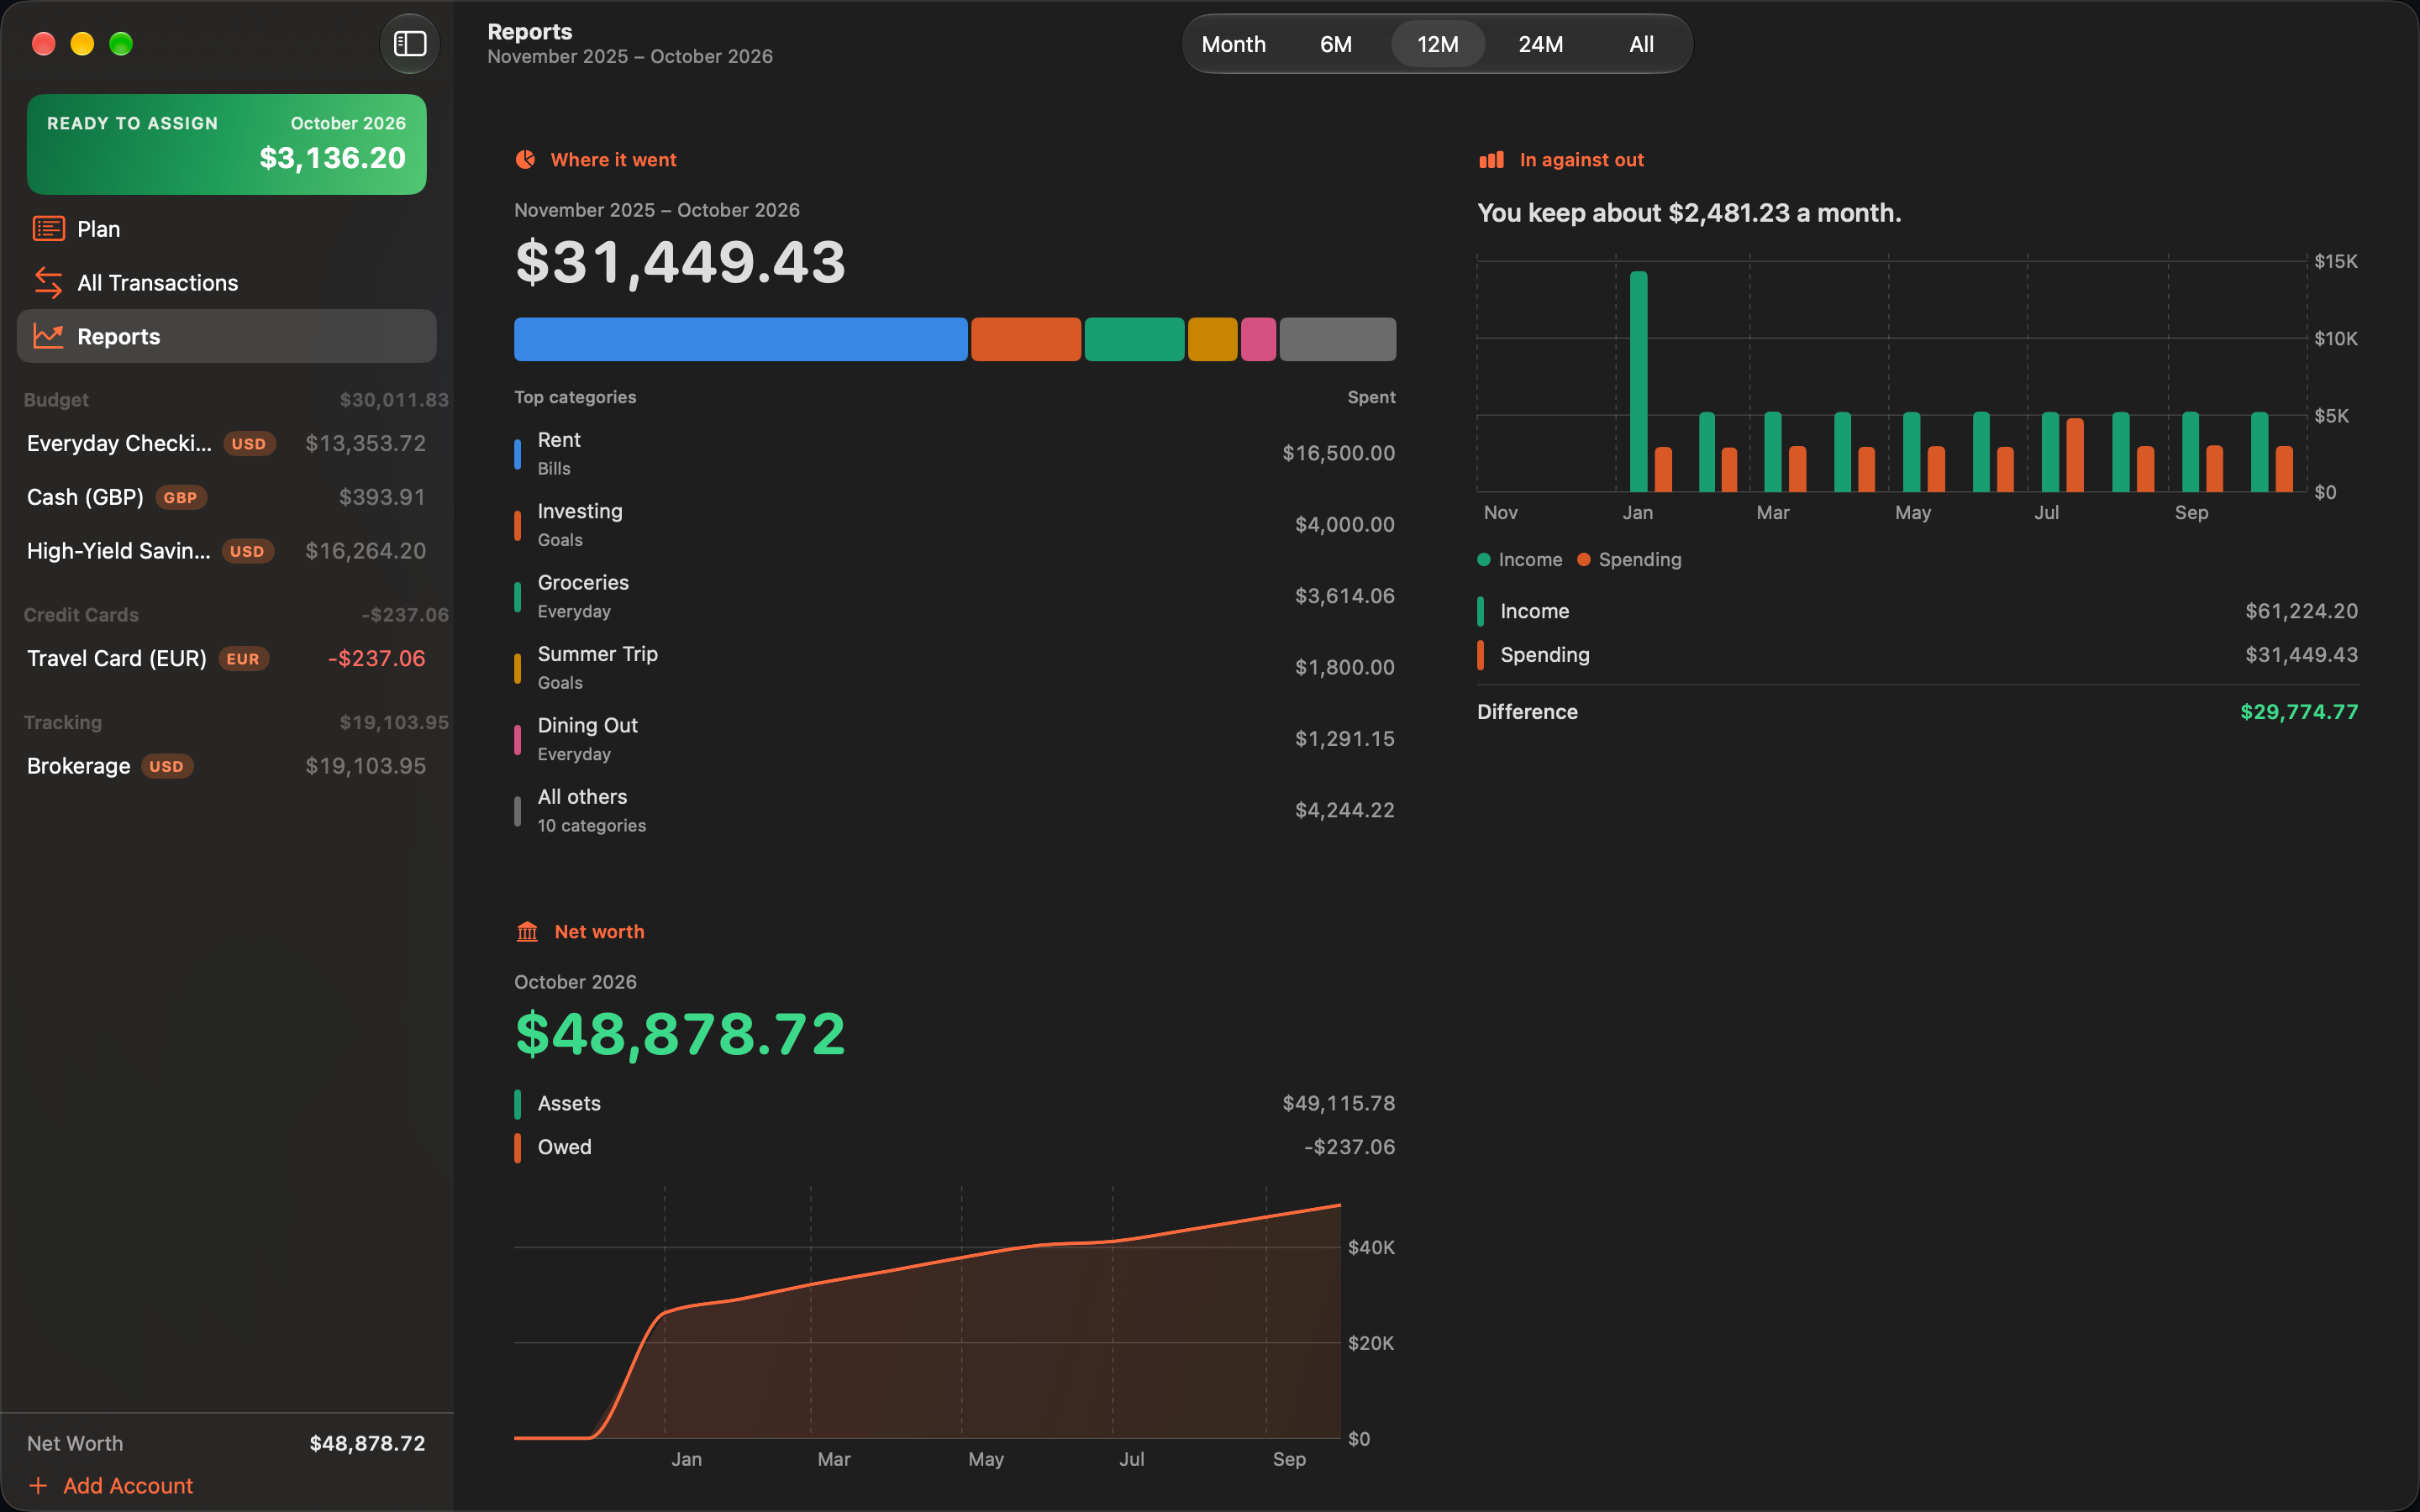 READY TO ASSIGN October 2026
$3,136.20
Plan
All Transactions
Reports
Budget $30,011.83
Everyday Checki... USD $13,353.72
Cash (GBP) GBP $393.91
High-Yield Savin... USD $16,264.20
Credit Cards -$237.06
Travel Card (EUR) EUR -$237.06
Tracking $19,103.95
Brokerage USD $19,103.95
Net Worth $48,878.72
Add Account
Reports
November 2025 – October 2026
Month 6M 12M 24M All
Where it went
November 2025 – October 2026
$31,449.43
Top categories Spent
Rent
Bills
$16,500.00
Investing
Goals
$4,000.00
Groceries
Everyday
$3,614.06
Summer Trip
Goals
$1,800.00
Dining Out
Everyday
$1,291.15
All others
10 categories
$4,244.22
In against out
You keep about $2,481.23 a month.
$15K
$10K
$5K
$0
Nov Jan Mar May Jul Sep
Income Spending
Income $61,224.20
Spending $31,449.43
Difference $29,774.77
Net worth
October 2026
$48,878.72
Assets $49,115.78
Owed -$237.06
$40K
$20K
$0
Jan Mar May Jul Sep